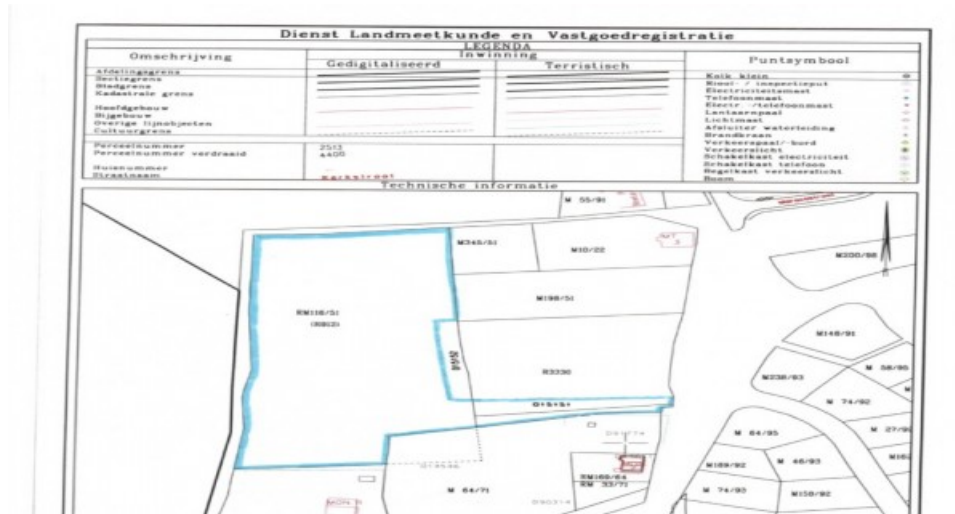 Dienst Landmeetkunde en Vastgoedregistratie
LEGENDA
Omschrijving
Inwinning
Gedigitaliseerd
Terristisch
Puntsymbool
Afdelingsgrens
Sectiegrens
Bladgrens
Kadastrale grens
Hoofdgebouw
Bijgebouw
Overige lijnobjecten
Cultuurgrens
Perceelnummer 2513
Perceelnummer verdraaid 4400
Huisnummer
Straatnaam Kerkstraat
Kolk klein
Riool- / inspectieput
Electriciteitsmast
Telefoonmast
Electr. -/telefoonmast
Lantaarnpaal
Lichtmast
Afsluiter waterleiding
Brandkraan
Verkeerspaal/-bord
Verkeerslicht
Schakelkast electriciteit
Schakelkast telefoon
Regelkast verkeerslicht
Boom
Technische informatie
M 55/91
M345/51
M10/22
M200/98
RM116/51
M198/51
M148/91
R3330
M238/93
M 58/95
M 74/92
M 64/95
M 27/9
M189/92
M 46/93
RM168/64
RM 33/71
M 64/71
M 74/93
M150/92